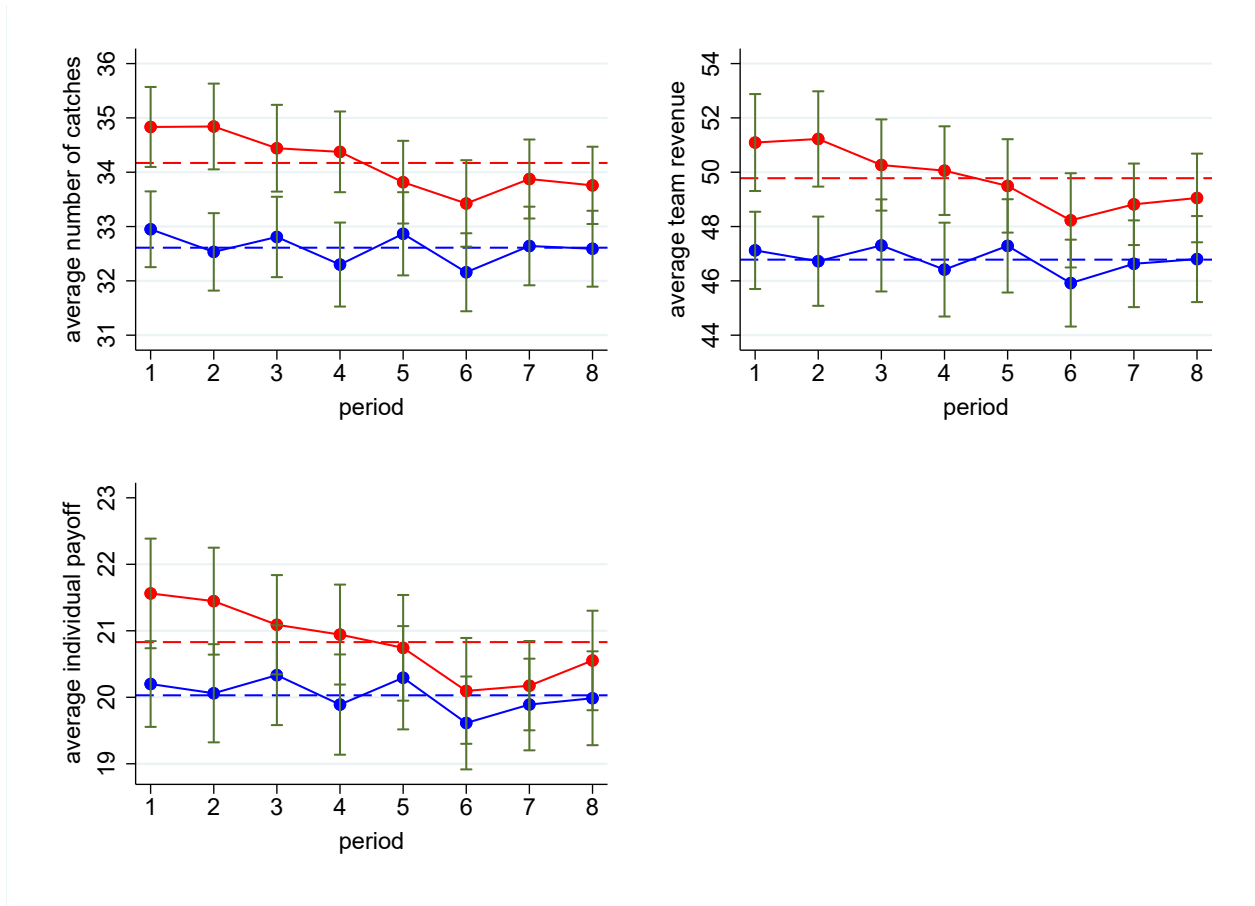 average number of catches
36
35
34
33
32
31
1 2 3 4 5 6 7 8
period
average team revenue
54
52
50
48
46
44
1 2 3 4 5 6 7 8
period
average individual payoff
23
22
21
20
19
1 2 3 4 5 6 7 8
period